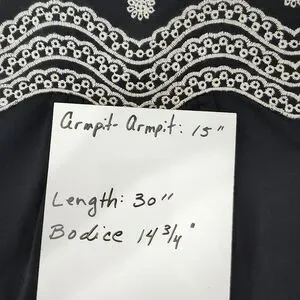 armpit- Armpit: 15"
Length: 30"
Bodice 14 3/4"